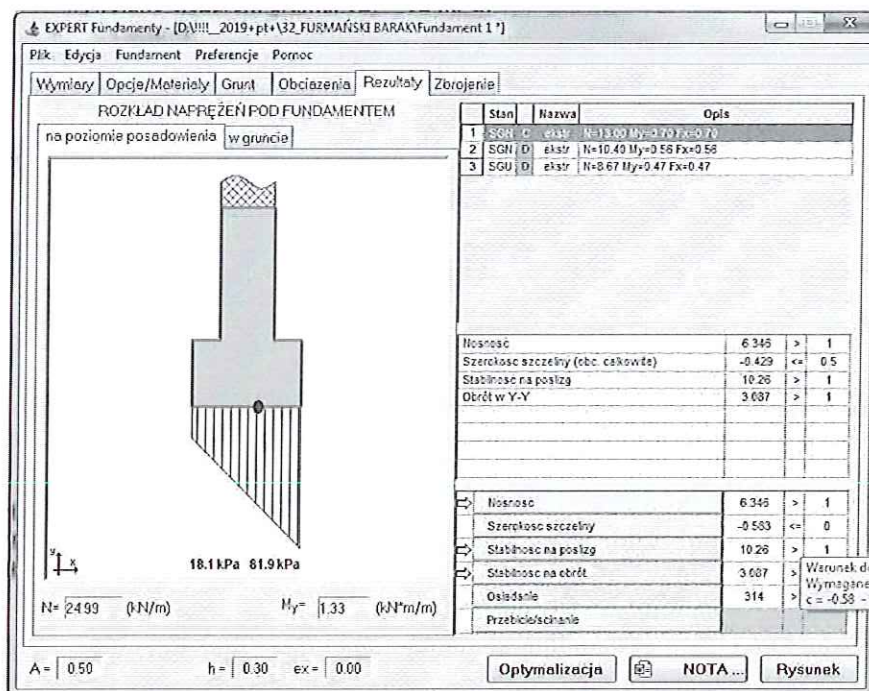 EXPERT Fundamenty - [D:\!!!!_2019+pt+\32_FURMAŃSKI BARAK\Fundament 1 *]
Plik Edycja Fundament Preferencje Pomoc
Wymiary Opcje/Materiały Grunt Obciazenia Rezultaty Zbrojenie
ROZKŁAD NAPRĘŻEŃ POD FUNDAMENTEM
na poziomie posadowienia w gruncie
Stan Nazwa Opis
1 SGN C ekstr N=13.00 My=0.70 Fx=0.70
2 SGN D ekstr N=10.40 My=0.56 Fx=0.56
3 SGU D ekstr N=8.67 My=0.47 Fx=0.47
Nosność 6.346 > 1
Szerokosc szczeliny (obc. calkowite) -0.429 <= 0.5
Stabilnosc na poslizg 10.26 > 1
Obrót w Y-Y 3.087 > 1
Nosnosc 6.346 > 1
Szerokosc szczeliny -0.583 <= 0
Stabilnosc na poslizg 10.26 > 1
Stabilnosc na obrót 3.087 >
Osiadanie 314 >
Przebicie/scinanie
Warunek do
Wymagane
c = -0.58 -
y x
18.1 kPa 81.9 kPa
N= 24.99 (kN/m) My= 1.33 (kN*m/m)
A = 0.50 h = 0.30 ex = 0.00 Optymalizacja NOTA ... Rysunek